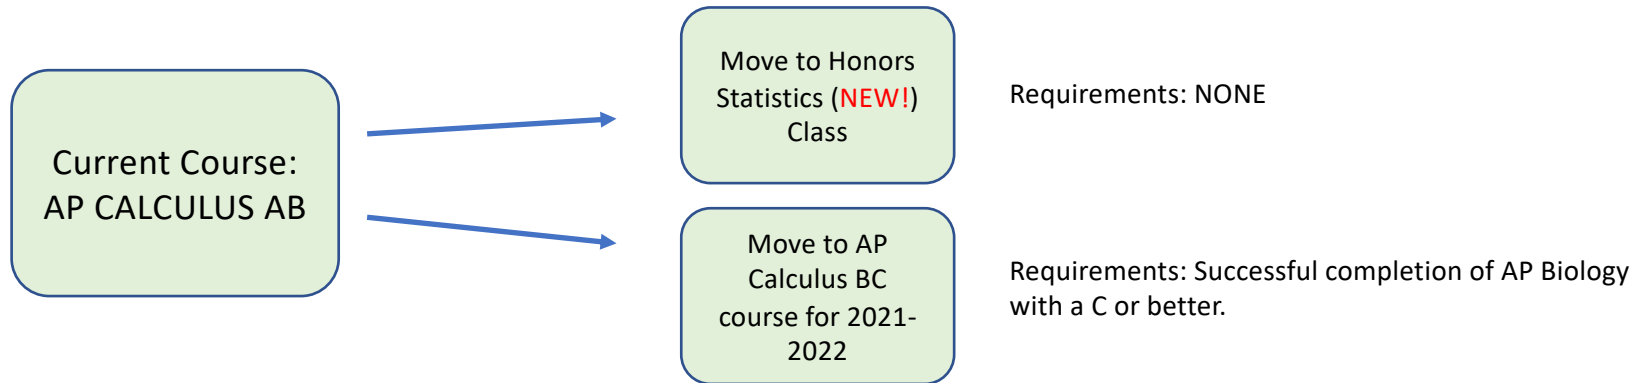 Current Course:
AP CALCULUS AB
Move to Honors
Statistics (NEW!)
Class
Requirements: NONE
Move to AP
Calculus BC
course for 2021-
2022
Requirements: Successful completion of AP Biology
with a C or better.